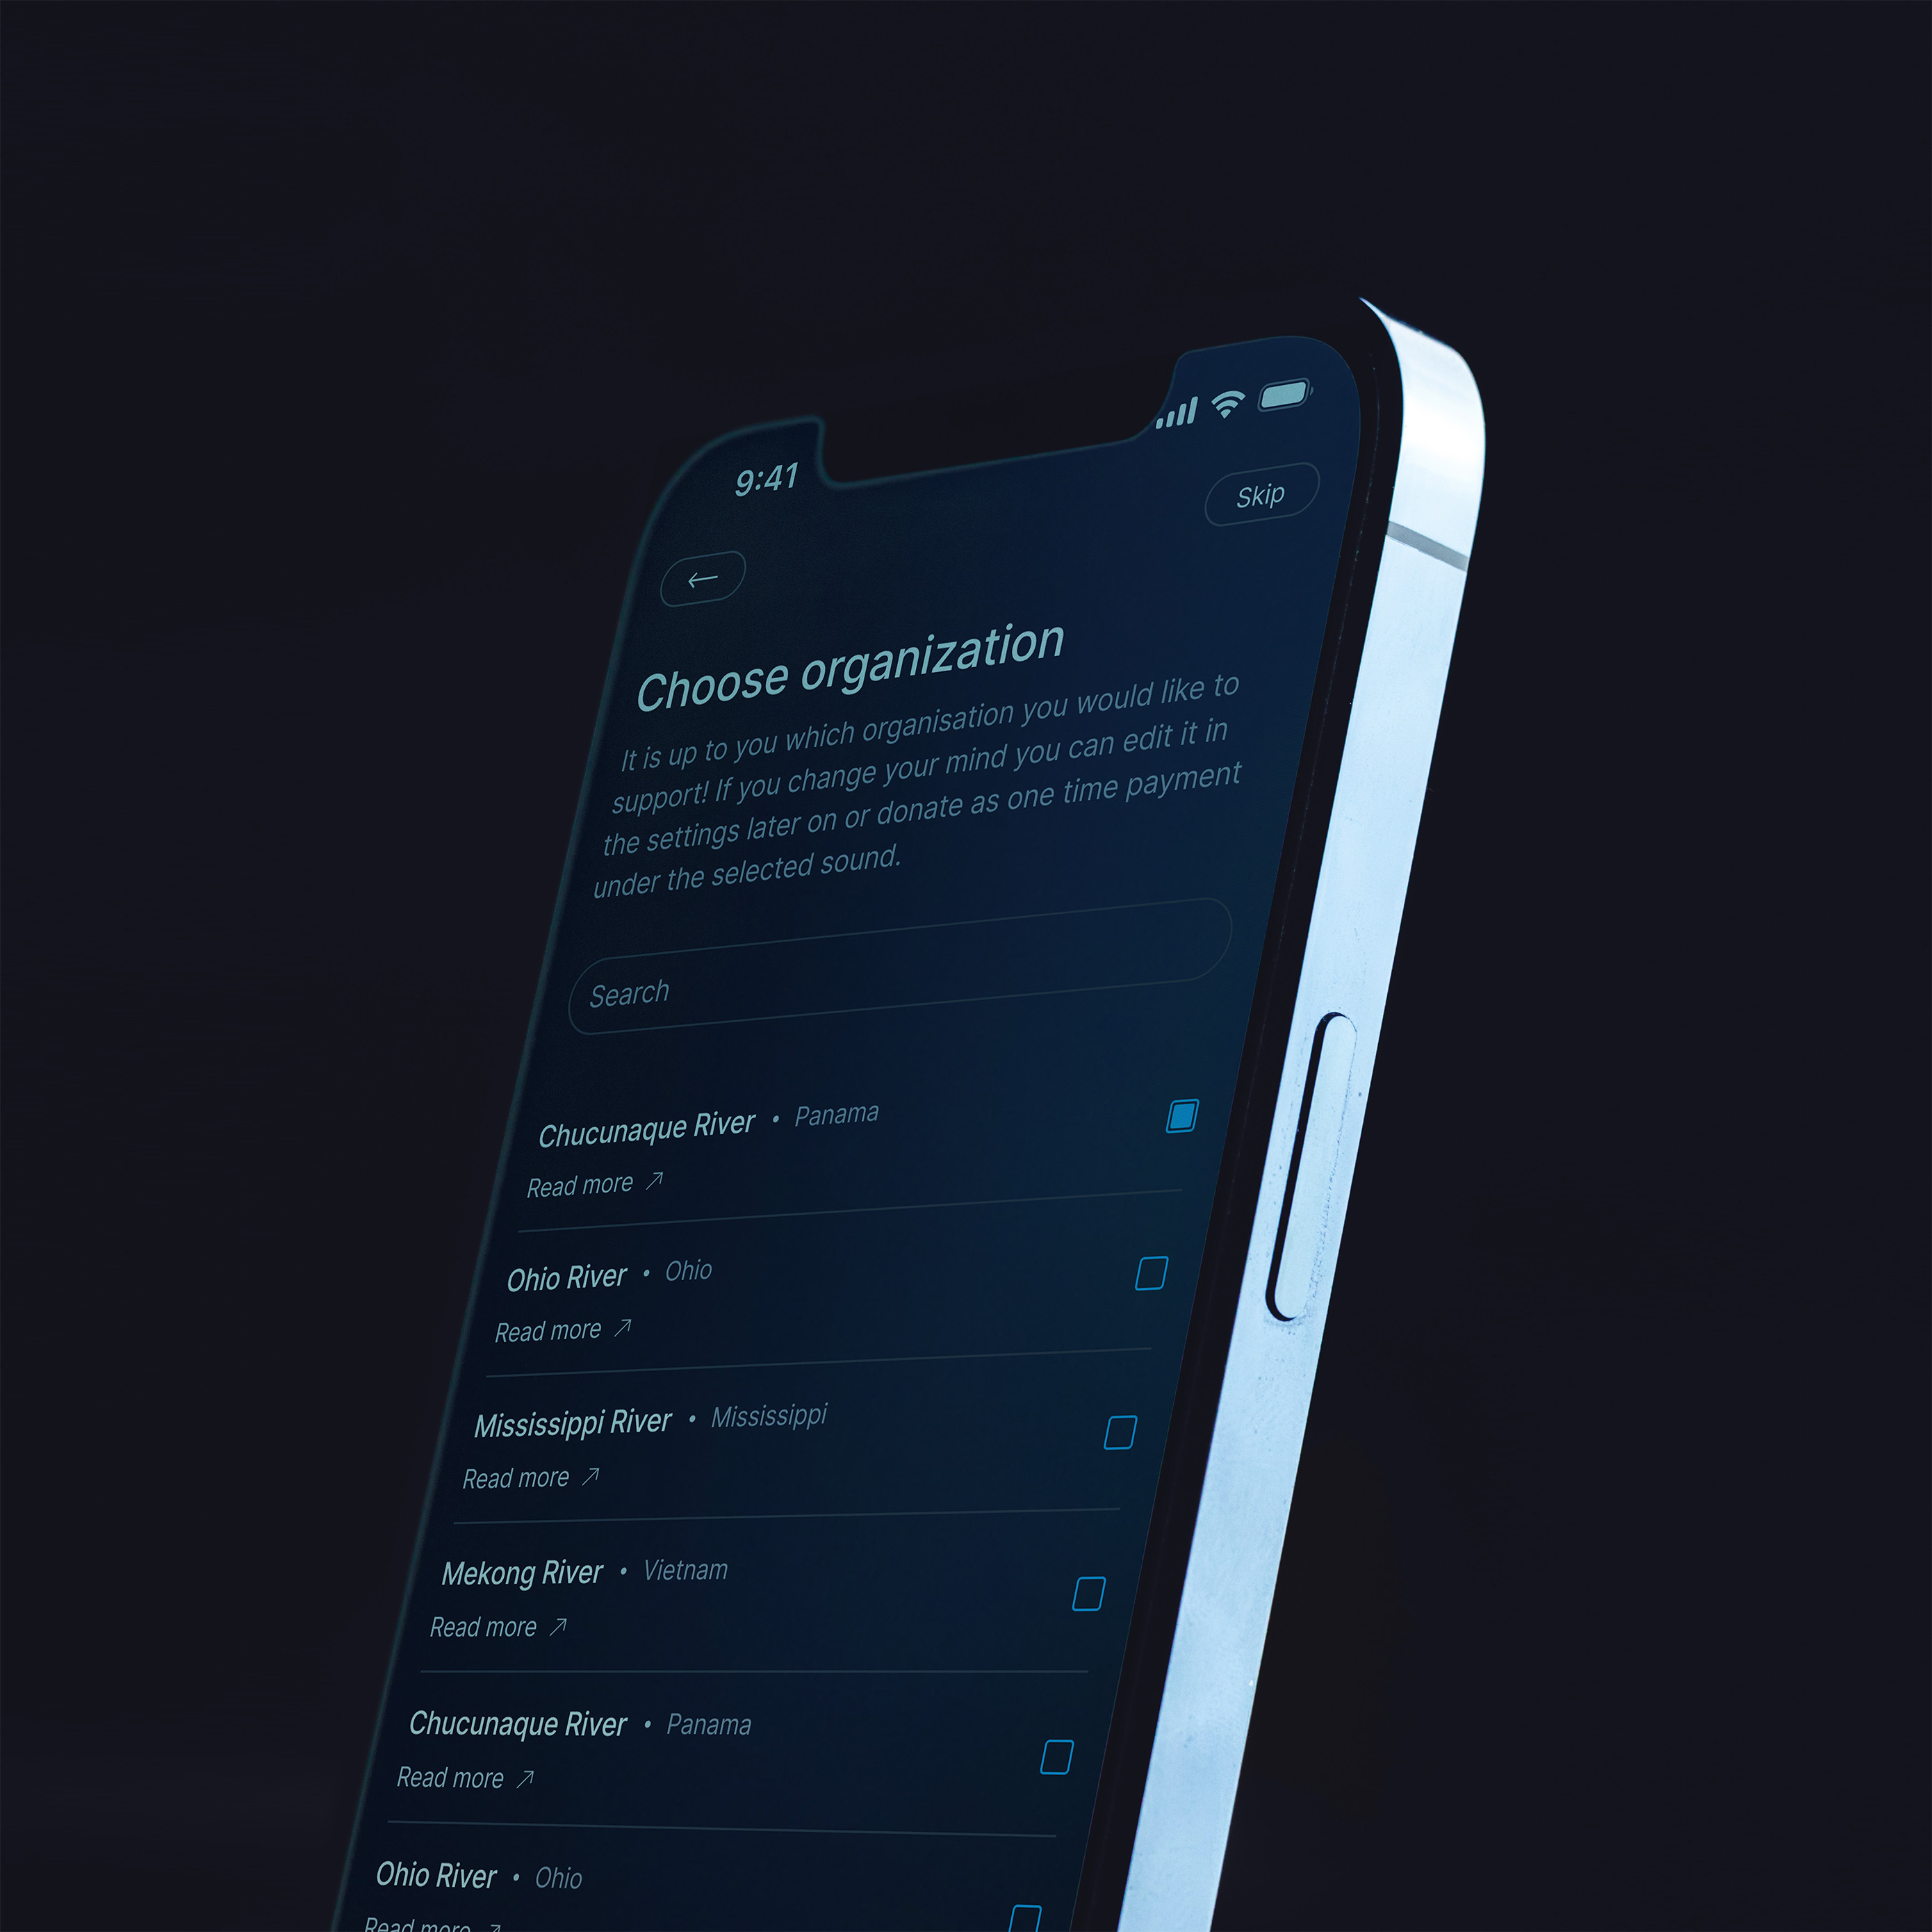 9:41
Skip
←
Choose organization
It is up to you which organisation you would like to
support! If you change your mind you can edit it in
the settings later on or donate as one time payment
under the selected sound.
Search
Chucunaque River • Panama
Read more ↗
Ohio River • Ohio
Read more ↗
Mississippi River • Mississippi
Read more ↗
Mekong River • Vietnam
Read more ↗
Chucunaque River • Panama
Read more ↗
Ohio River • Ohio
Read more ↗